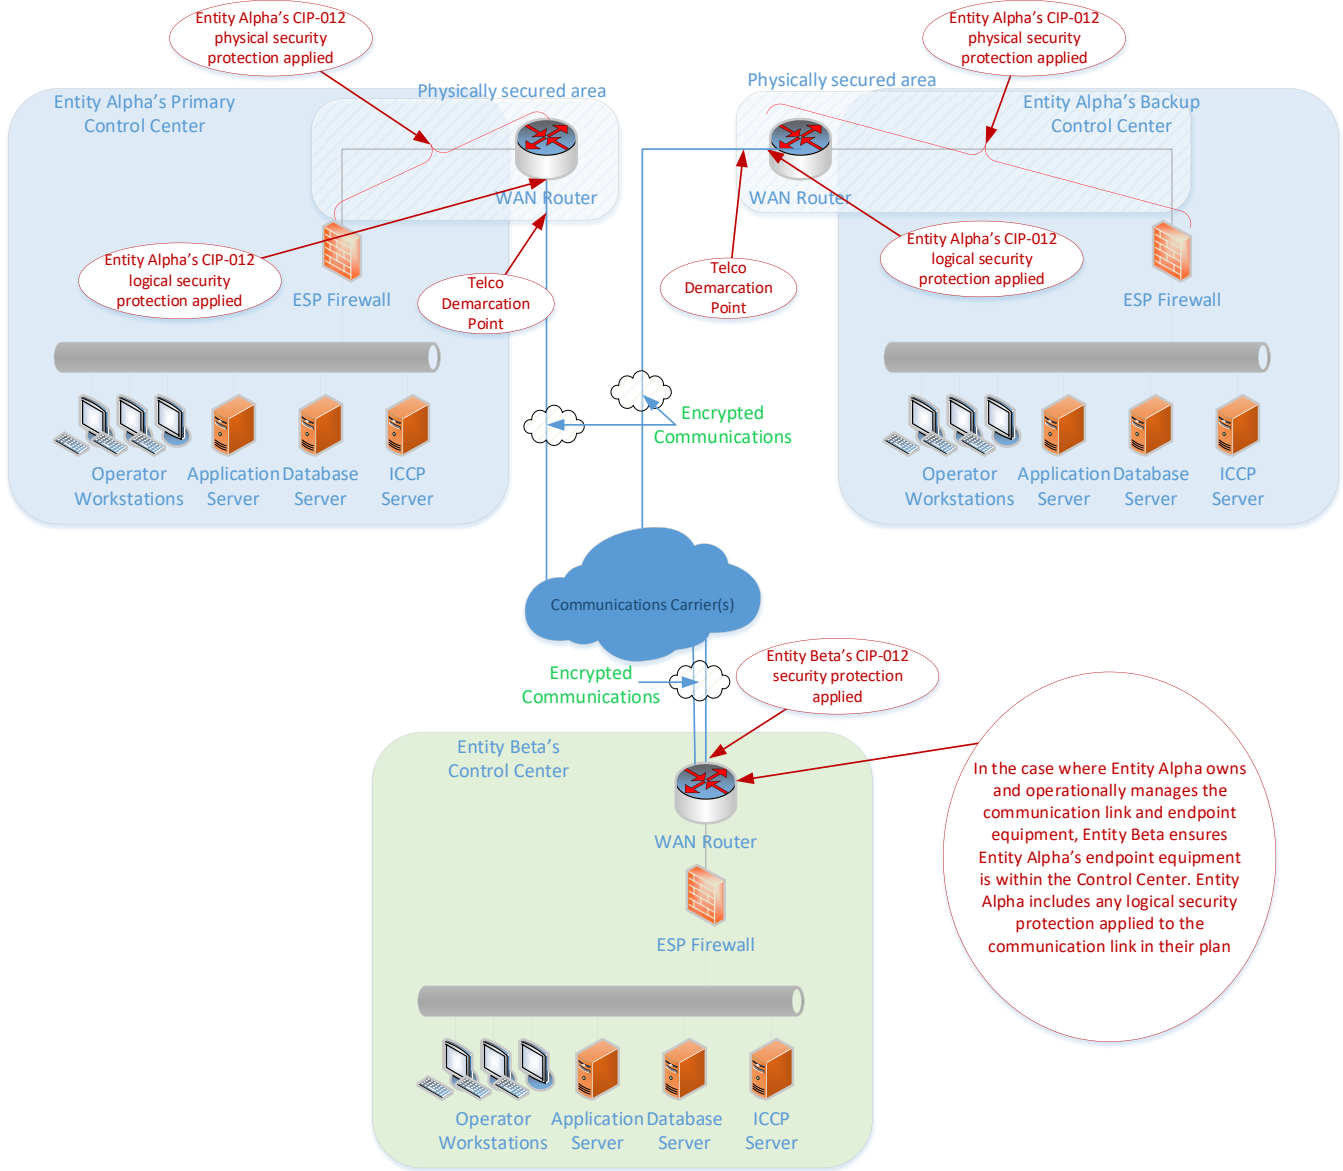 Entity Alpha's CIP-012
physical security
protection applied
Entity Alpha's CIP-012
physical security
protection applied
Entity Alpha's Primary
Control Center
Physically secured area
WAN Router
Physically secured area
Entity Alpha's Backup
Control Center
WAN Router
Entity Alpha's CIP-012
logical security
protection applied
ESP Firewall
Telco
Demarcation
Point
Telco
Demarcation
Point
Entity Alpha's CIP-012
logical security
protection applied
ESP Firewall
Operator
Workstations
Application
Server
Database
Server
ICCP
Server
Encrypted
Communications
Operator
Workstations
Application
Server
Database
Server
ICCP
Server
Communications Carrier(s)
Encrypted
Communications
Entity Beta's CIP-012
security protection
applied
Entity Beta's
Control Center
WAN Router
ESP Firewall
In the case where Entity Alpha owns
and operationally manages the
communication link and endpoint
equipment, Entity Beta ensures
Entity Alpha's endpoint equipment
is within the Control Center. Entity
Alpha includes any logical security
protection applied to the
communication link in their plan
Operator
Workstations
Application
Server
Database
Server
ICCP
Server